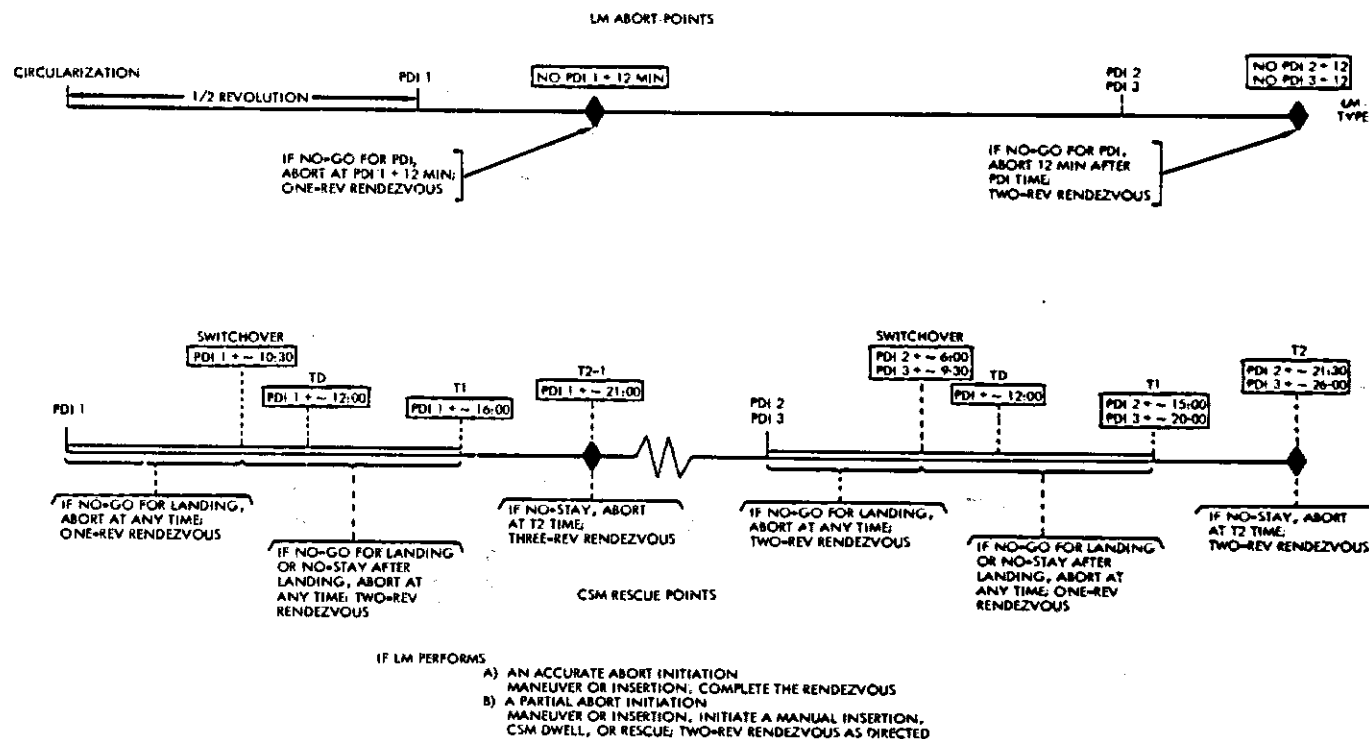 LM ABORT POINTS
CIRCULARIZATION
1/2 REVOLUTION
PDI 1
NO PDI 1 + 12 MIN
PDI 2
PDI 3
NO PDI 2 + 12
NO PDI 3 + 12
LM-
TYPE
IF NO-GO FOR PDI,
ABORT AT PDI 1 + 12 MIN;
ONE-REV RENDEZVOUS
IF NO-GO FOR PDI,
ABORT 12 MIN AFTER
PDI TIME;
TWO-REV RENDEZVOUS
SWITCHOVER
PDI 1 + ~ 10:30
TD
PDI 1 + ~ 12:00
T1
PDI 1 + ~ 16:00
T2-1
PDI 1 + ~ 21:00
PDI 1
SWITCHOVER
PDI 2 + ~ 6:00
PDI 3 + ~ 9:30
TD
PDI + ~ 12:00
T1
PDI 2 + ~ 15:00
PDI 3 + ~ 20:00
T2
PDI 2 + ~ 21:30
PDI 3 + ~ 26:00
PDI 2
PDI 3
IF NO-GO FOR LANDING,
ABORT AT ANY TIME;
ONE-REV RENDEZVOUS
IF NO-GO FOR LANDING
OR NO-STAY AFTER
LANDING, ABORT AT
ANY TIME; TWO-REV
RENDEZVOUS
IF NO-STAY, ABORT
AT T2 TIME;
THREE-REV RENDEZVOUS
IF NO-GO FOR LANDING,
ABORT AT ANY TIME;
TWO-REV RENDEZVOUS
IF NO-GO FOR LANDING
OR NO-STAY AFTER
LANDING, ABORT AT
ANY TIME; ONE-REV
RENDEZVOUS
IF NO-STAY, ABORT
AT T2 TIME;
TWO-REV RENDEZVOUS
CSM RESCUE POINTS
IF LM PERFORMS
A) AN ACCURATE ABORT INITIATION
MANEUVER OR INSERTION, COMPLETE THE RENDEZVOUS
B) A PARTIAL ABORT INITIATION
MANEUVER OR INSERTION, INITIATE A MANUAL INSERTION,
CSM DWELL, OR RESCUE; TWO-REV RENDEZVOUS AS DIRECTED